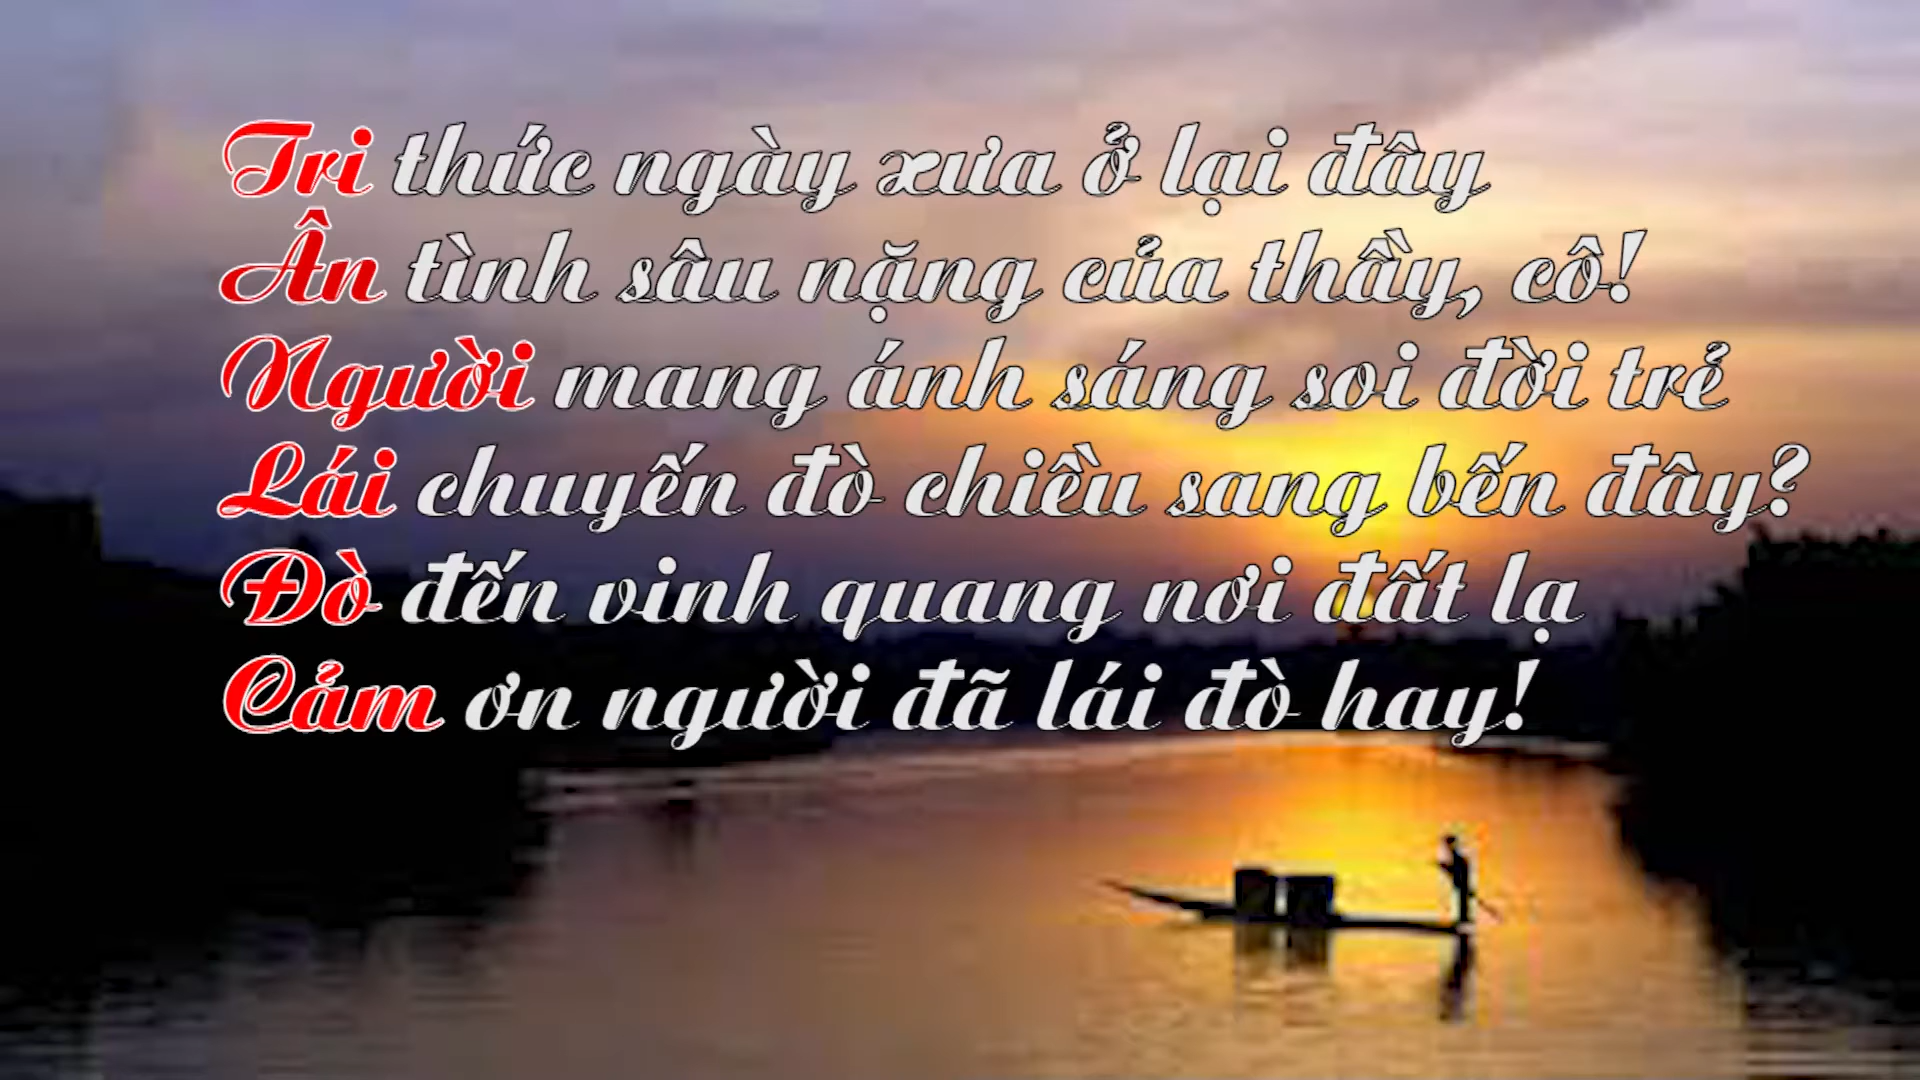 Tri thức ngày xưa ở lại đây
Ân tình sâu nặng của thầy, cô!
Người mang ánh sáng soi đời trẻ
Lái chuyến đò chiều sang bến đây?
Đò đến vinh quang nơi đất lạ
Cảm ơn người đã lái đò hay!